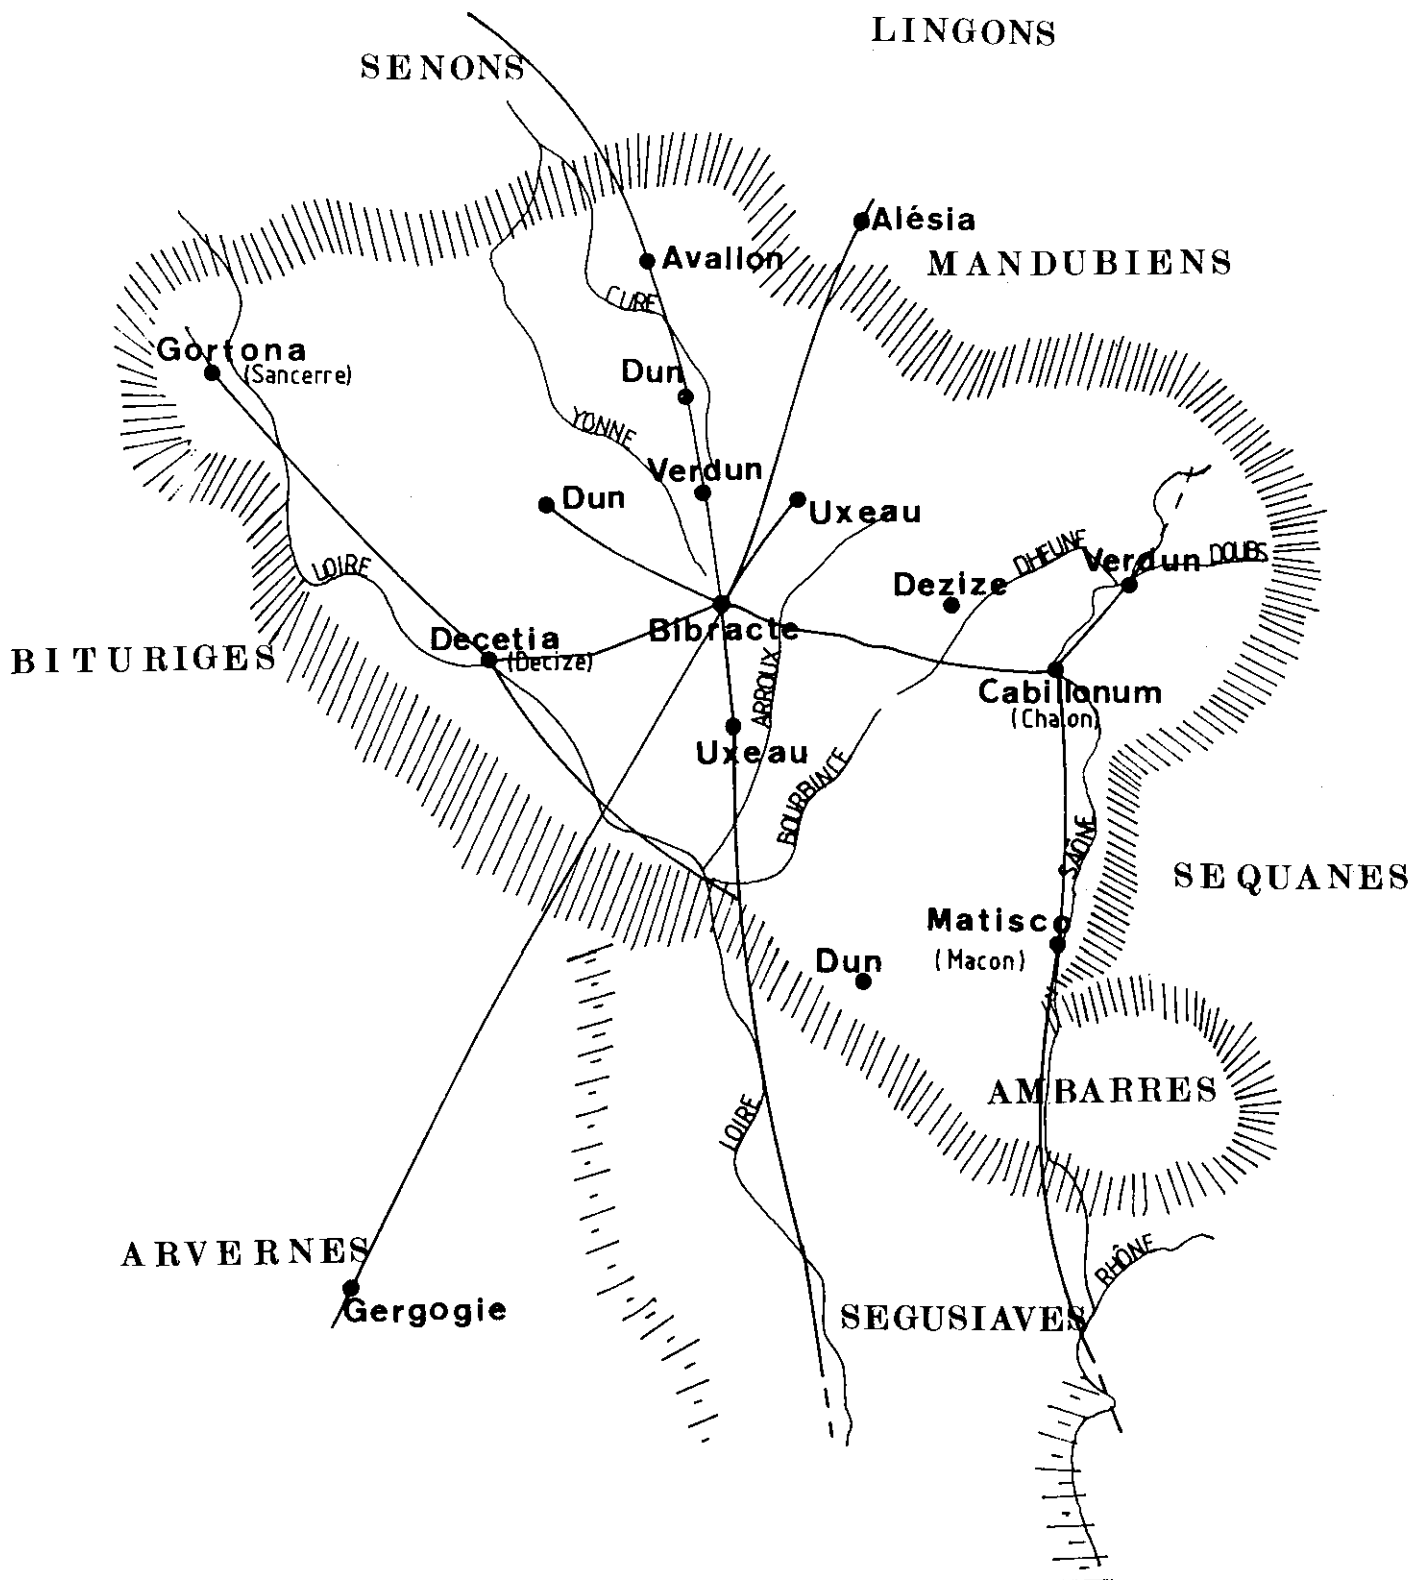 LINGONS
SENONS
Alésia
Avallon
MANDUBIENS
CURE
Gortona
(Sancerre)
Dun
YONNE
Verdun
Dun
Uxeau
DHEUNE
Verdun
DOUBS
LOIRE
Dezize
Bibracte
Decetia
(Decize)
BITURIGES
ARROUX
Cabillonum
(Chalon)
Uxeau
BOURBINCE
SAÔNE
SEQUANES
Matisco
(Macon)
Dun
AMBARRES
LOIRE
ARVERNES
RHÔNE
Gergogie
SEGUSIAVES